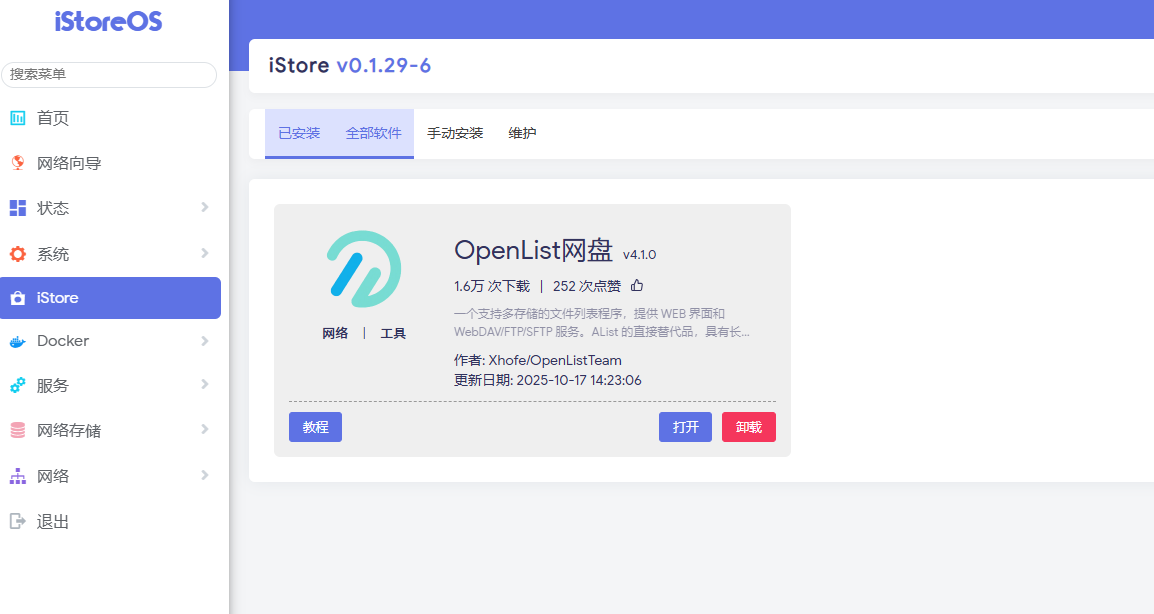 iStoreOS
搜索菜单
首页
网络向导
状态
系统
iStore
Docker
服务
网络存储
网络
退出
iStore v0.1.29-6
已安装 全部软件 手动安装 维护
OpenList网盘 v4.1.0
1.6万 次下载 | 252 次点赞
一个支持多存储的文件列表程序，提供 WEB 界面和
WebDAV/FTP/SFTP 服务。AList 的直接替代品，具有长...
网络 | 工具
作者: Xhofe/OpenListTeam
更新日期: 2025-10-17 14:23:06
教程 打开 卸载